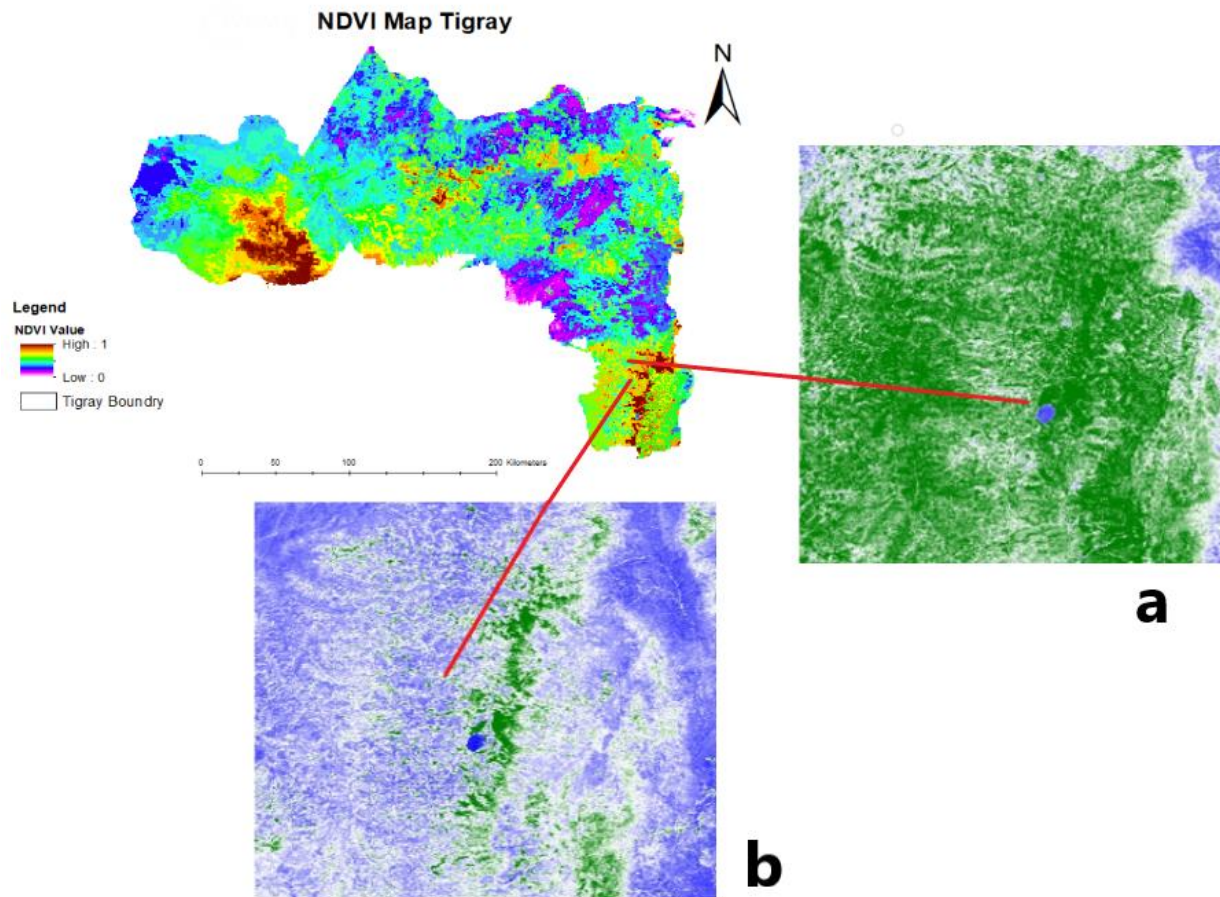 NDVI Map Tigray
N
Legend
NDVI Value
High : 1
Low : 0
Tigray Boundry
0 50 100 200 Kilometers
a
b